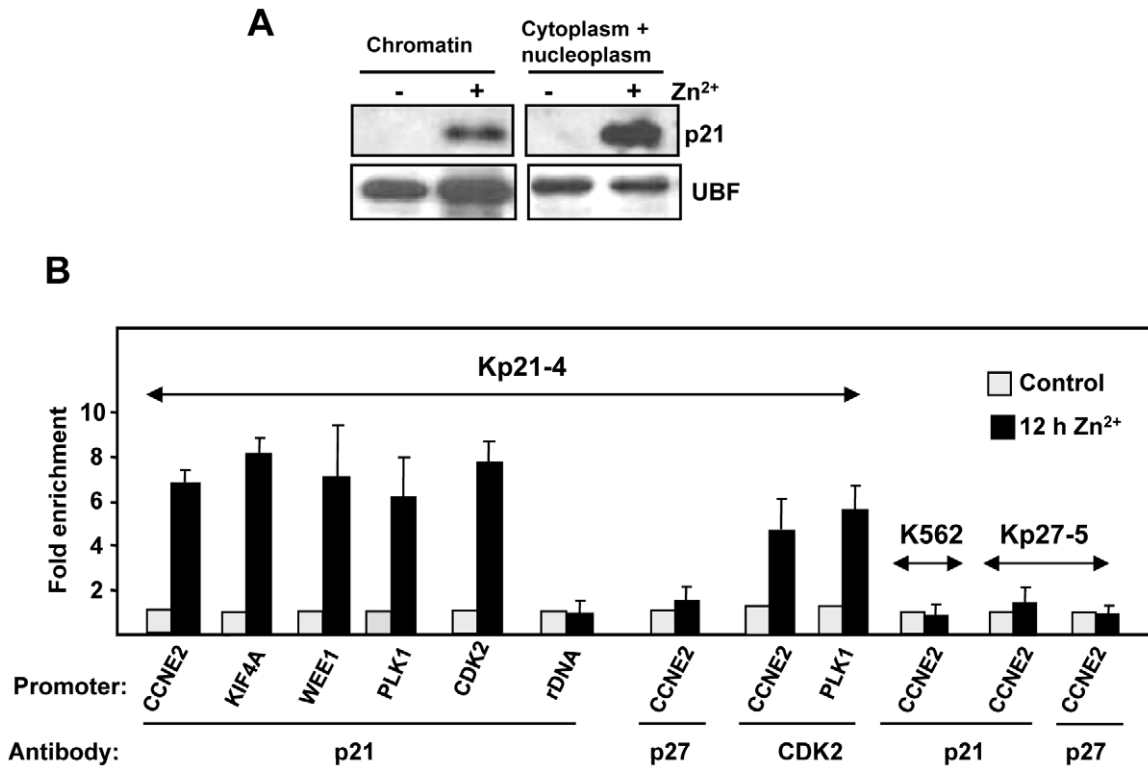 A
Chromatin
Cytoplasm +
nucleoplasm
- + - + Zn²⁺
p21
UBF
B
Kp21-4
Control
12 h Zn²⁺
K562
Kp27-5
Fold enrichment
10
8
6
4
2
Promoter: CCNE2 KIF4A WEE1 PLK1 CDK2 rDNA CCNE2 CCNE2 PLK1 CCNE2 CCNE2 CCNE2
Antibody: p21 p27 CDK2 p21 p27